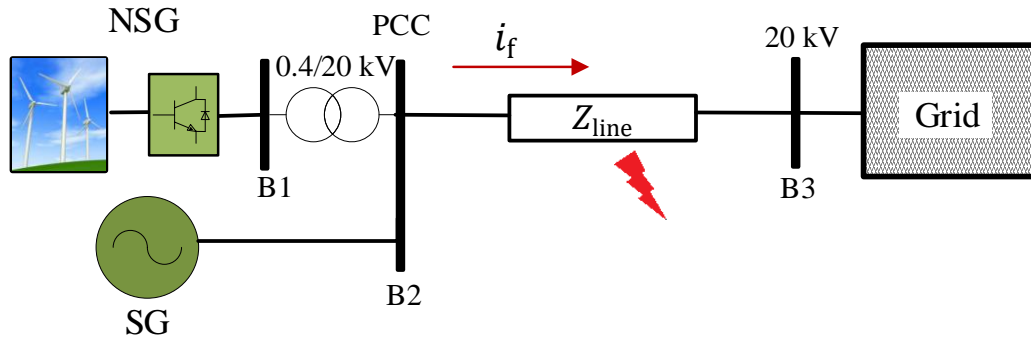 NSG
PCC
i_f
20 kV
0.4/20 kV
Z_line
Grid
B1
B3
B2
SG